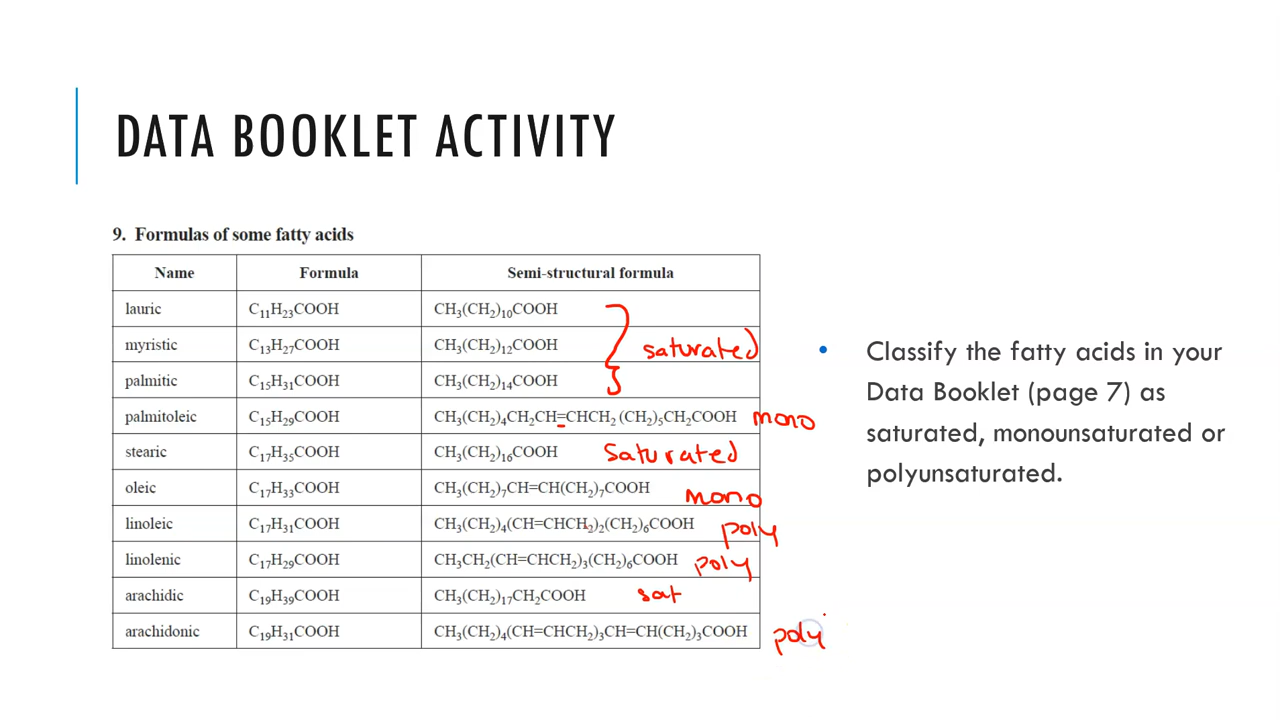 DATA BOOKLET ACTIVITY
9. Formulas of some fatty acids
Name Formula Semi-structural formula
lauric C₁₁H₂₃COOH CH₃(CH₂)₁₀COOH
myristic C₁₃H₂₇COOH CH₃(CH₂)₁₂COOH saturated
palmitic C₁₅H₃₁COOH CH₃(CH₂)₁₄COOH
palmitoleic C₁₅H₂₉COOH CH₃(CH₂)₄CH₂CH=CHCH₂ (CH₂)₅CH₂COOH mono
stearic C₁₇H₃₅COOH CH₃(CH₂)₁₆COOH saturated
oleic C₁₇H₃₃COOH CH₃(CH₂)₇CH=CH(CH₂)₇COOH mono
linoleic C₁₇H₃₁COOH CH₃(CH₂)₄(CH=CHCH₂)₂(CH₂)₆COOH poly
linolenic C₁₇H₂₉COOH CH₃CH₂(CH=CHCH₂)₃(CH₂)₆COOH poly
arachidic C₁₉H₃₉COOH CH₃(CH₂)₁₇CH₂COOH sat
arachidonic C₁₉H₃₁COOH CH₃(CH₂)₄(CH=CHCH₂)₃CH=CH(CH₂)₃COOH poly
• Classify the fatty acids in your
Data Booklet (page 7) as
saturated, monounsaturated or
polyunsaturated.